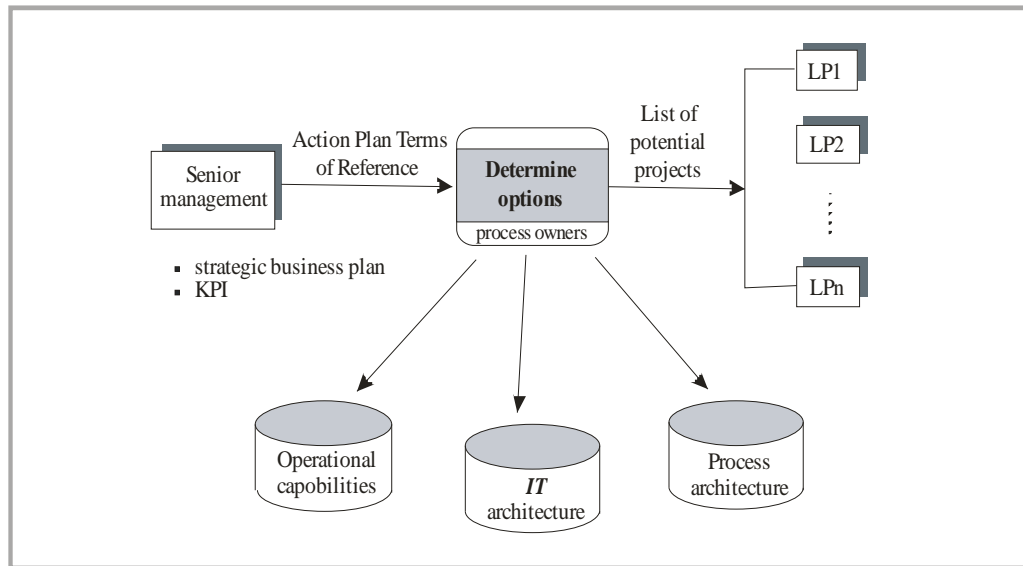 Senior
management
▪ strategic business plan
▪ KPI
Action Plan Terms
of Reference
Determine
options
process owners
List of
potential
projects
LP1
LP2
LPn
Operational
capobilities
IT
architecture
Process
architecture